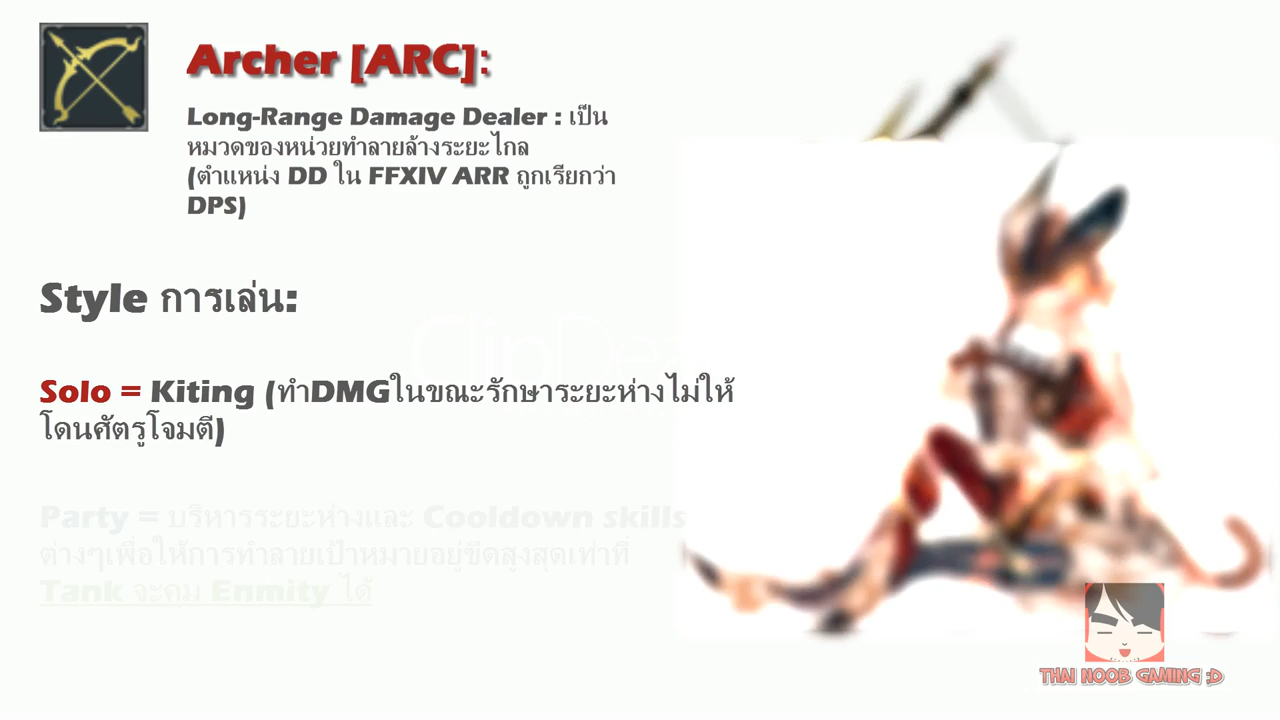 Archer [ARC]:
Long-Range Damage Dealer : เป็น
หมวดของหน่วยทำลายล้างระยะไกล
(ตำแหน่ง DD ใน FFXIV ARR ถูกเรียกว่า
DPS)
Style การเล่น:
Solo = Kiting (ทำDMGในขณะรักษาระยะห่างไม่ให้
โดนศัตรูโจมตี)
Party = บริหารระยะห่างและ Cooldown skills
ต่างๆเพื่อให้การทำลายเป้าหมายอยู่ขีดสูงสุดเท่าที่
Tank จะคุม Enmity ได้
THAI NOOB GAMING :D